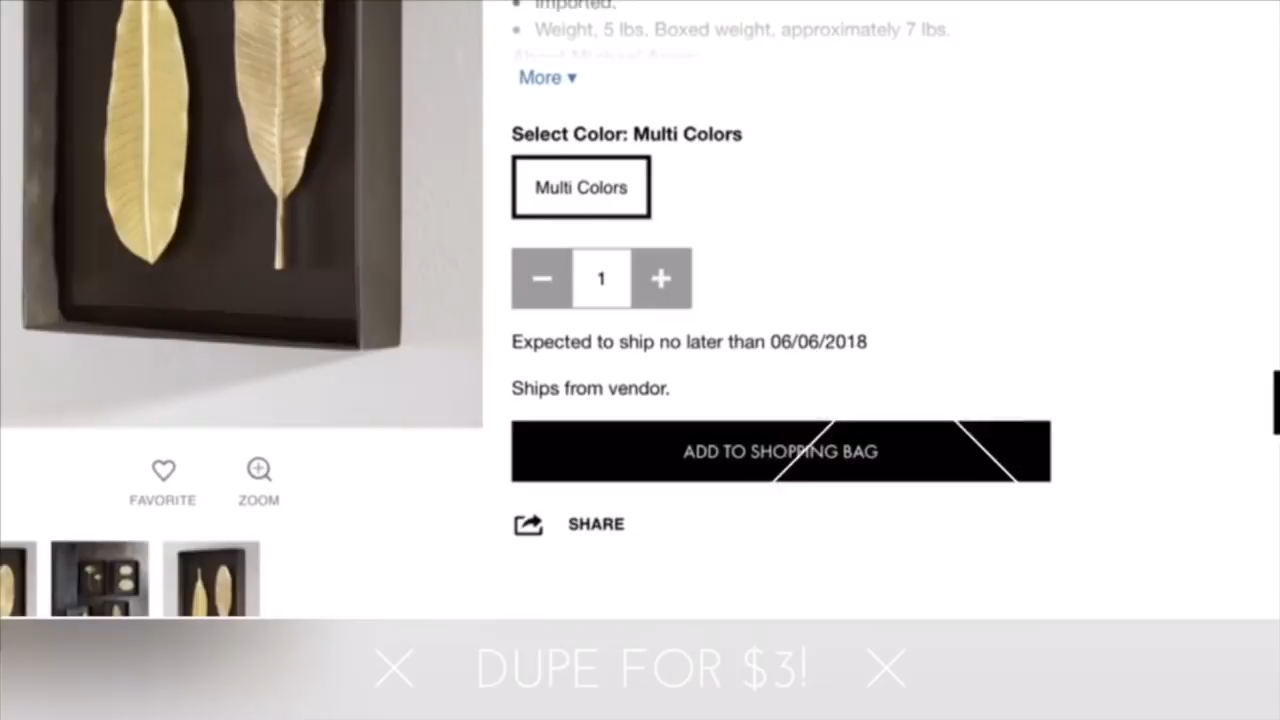 Imported.
Weight, 5 lbs. Boxed weight, approximately 7 lbs.
More ▾
Select Color: Multi Colors
Multi Colors
− 1 +
Expected to ship no later than 06/06/2018
Ships from vendor.
ADD TO SHOPPING BAG
FAVORITE ZOOM
SHARE
DUPE FOR $3!